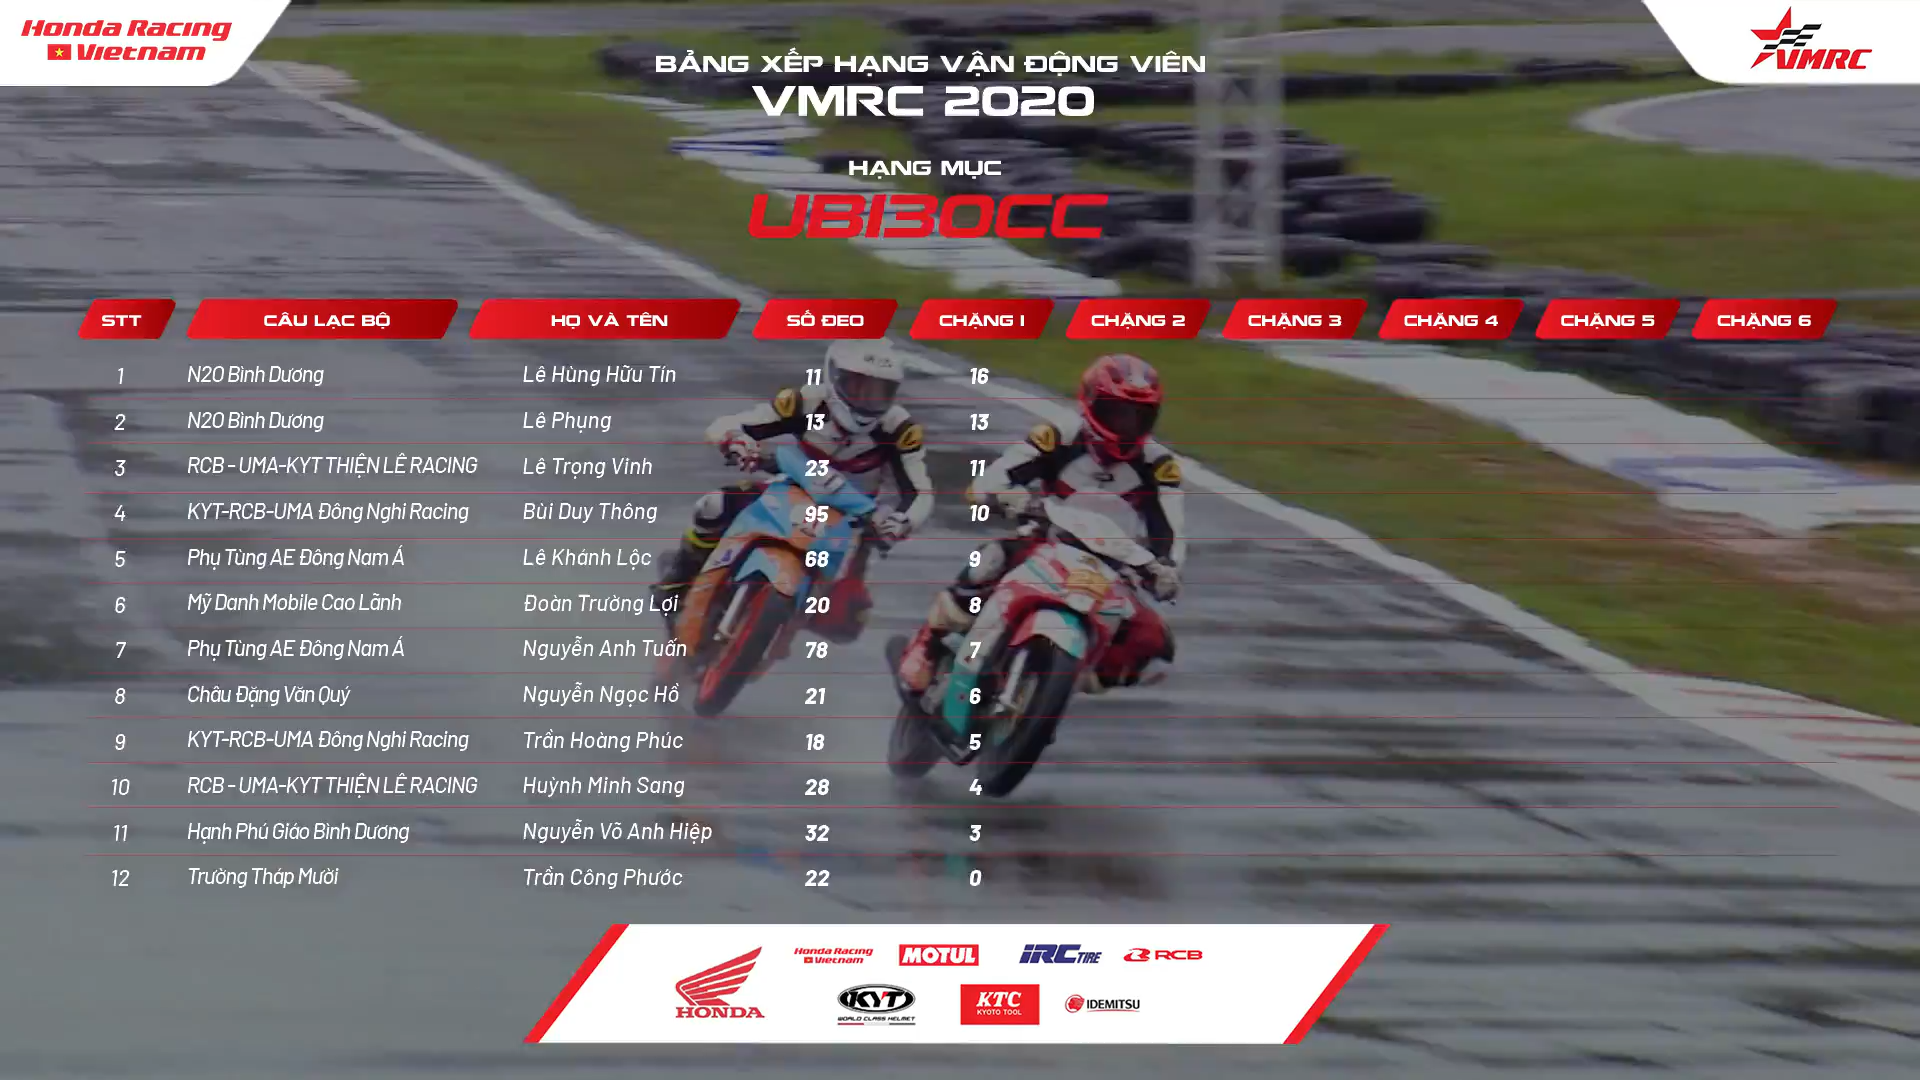 Honda Racing
Vietnam
VMRC
BẢNG XẾP HẠNG VẬN ĐỘNG VIÊN
VMRC 2020
HẠNG MỤC
UB130CC
STT CÂU LẠC BỘ HỌ VÀ TÊN SỐ ĐEO CHẶNG 1 CHẶNG 2 CHẶNG 3 CHẶNG 4 CHẶNG 5 CHẶNG 6
1 N2O Bình Dương Lê Hùng Hữu Tín 11 16
2 N2O Bình Dương Lê Phụng 13 13
3 RCB - UMA-KYT THIỆN LÊ RACING Lê Trọng Vinh 23 11
4 KYT-RCB-UMA Đông Nghi Racing Bùi Duy Thông 95 10
5 Phụ Tùng AE Đông Nam Á Lê Khánh Lộc 68 9
6 Mỹ Danh Mobile Cao Lãnh Đoàn Trường Lợi 20 8
7 Phụ Tùng AE Đông Nam Á Nguyễn Anh Tuấn 78 7
8 Châu Đặng Văn Quý Nguyễn Ngọc Hồ 21 6
9 KYT-RCB-UMA Đông Nghi Racing Trần Hoàng Phúc 18 5
10 RCB - UMA-KYT THIỆN LÊ RACING Huỳnh Minh Sang 28 4
11 Hạnh Phú Giáo Bình Dương Nguyễn Võ Anh Hiệp 32 3
12 Trường Tháp Mười Trần Công Phước 22 0
HONDA
Honda Racing
Vietnam
MOTUL
iRC TIRE
RCB
KYT
WORLD CLASS HELMET
KTC
KYOTO TOOL
IDEMITSU